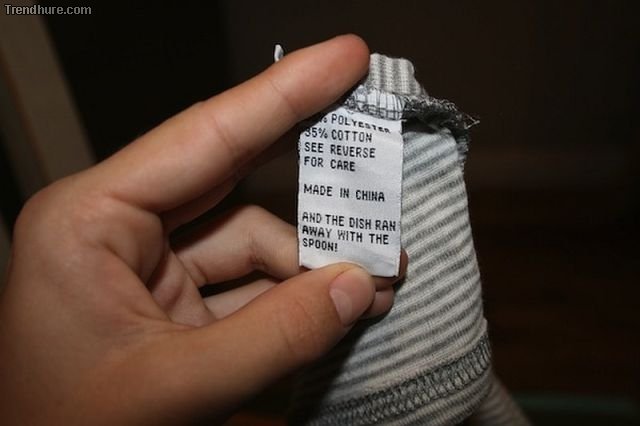 Trendhure.com
% POLYESTER
35% COTTON
SEE REVERSE
FOR CARE
MADE IN CHINA
AND THE DISH RAN
AWAY WITH THE
SPOON!